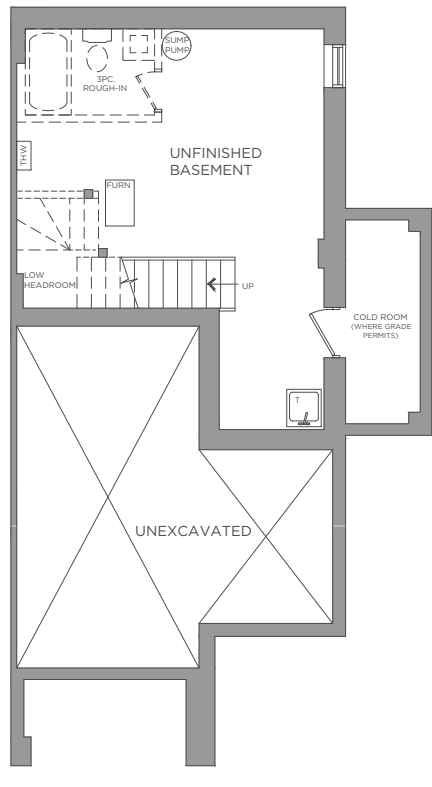 SUMP
PUMP
3PC.
ROUGH-IN
THW
UNFINISHED
BASEMENT
FURN
LOW
HEADROOM
UP
COLD ROOM
(WHERE GRADE
PERMITS)
T
UNEXCAVATED